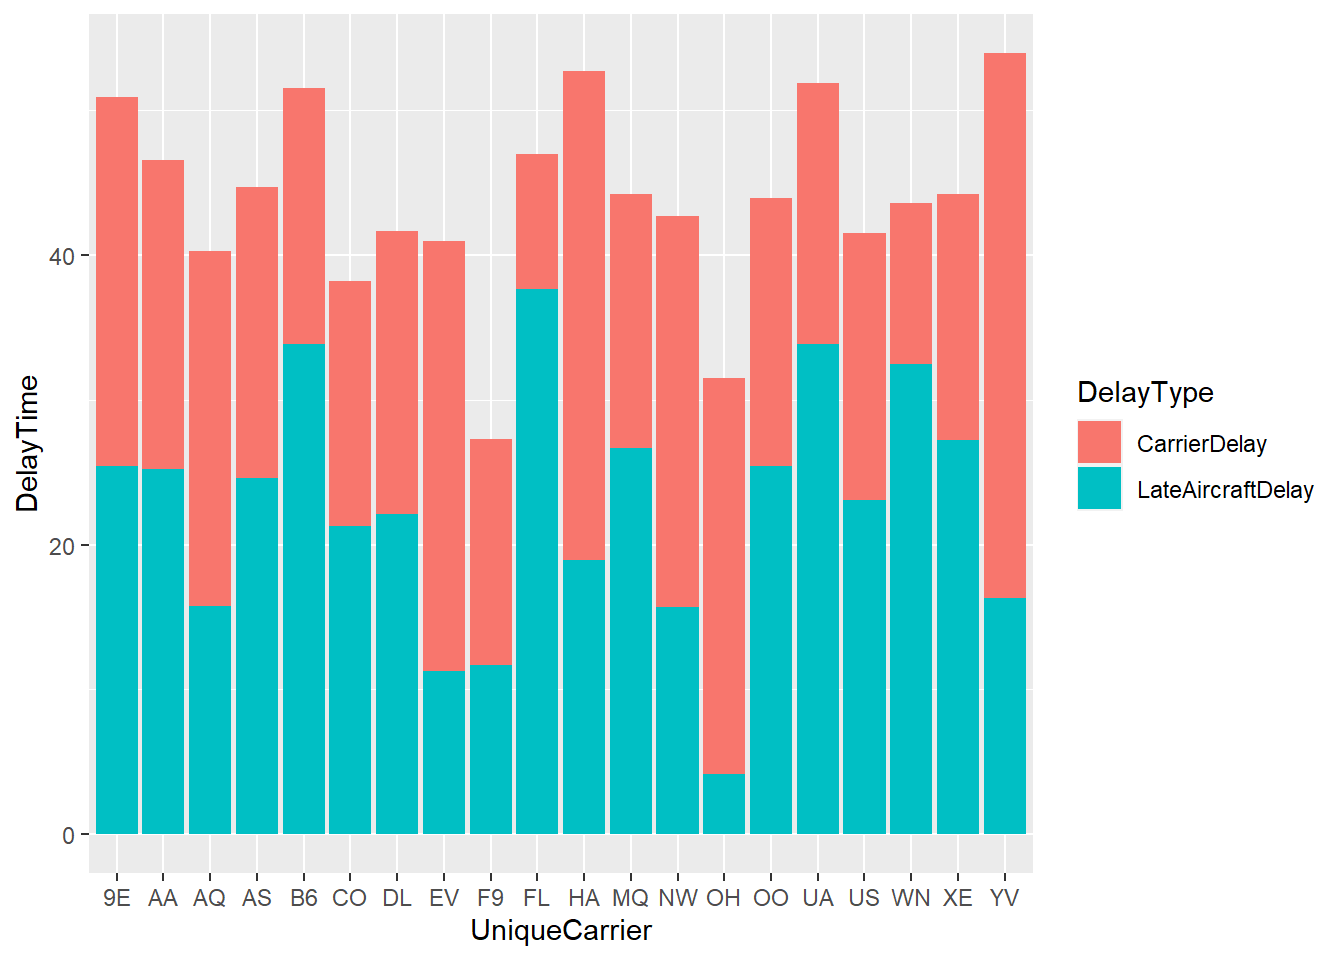 40
20
0
DelayTime
9E AA AQ AS B6 CO DL EV F9 FL HA MQ NW OH OO UA US WN XE YV
UniqueCarrier
DelayType
CarrierDelay
LateAircraftDelay